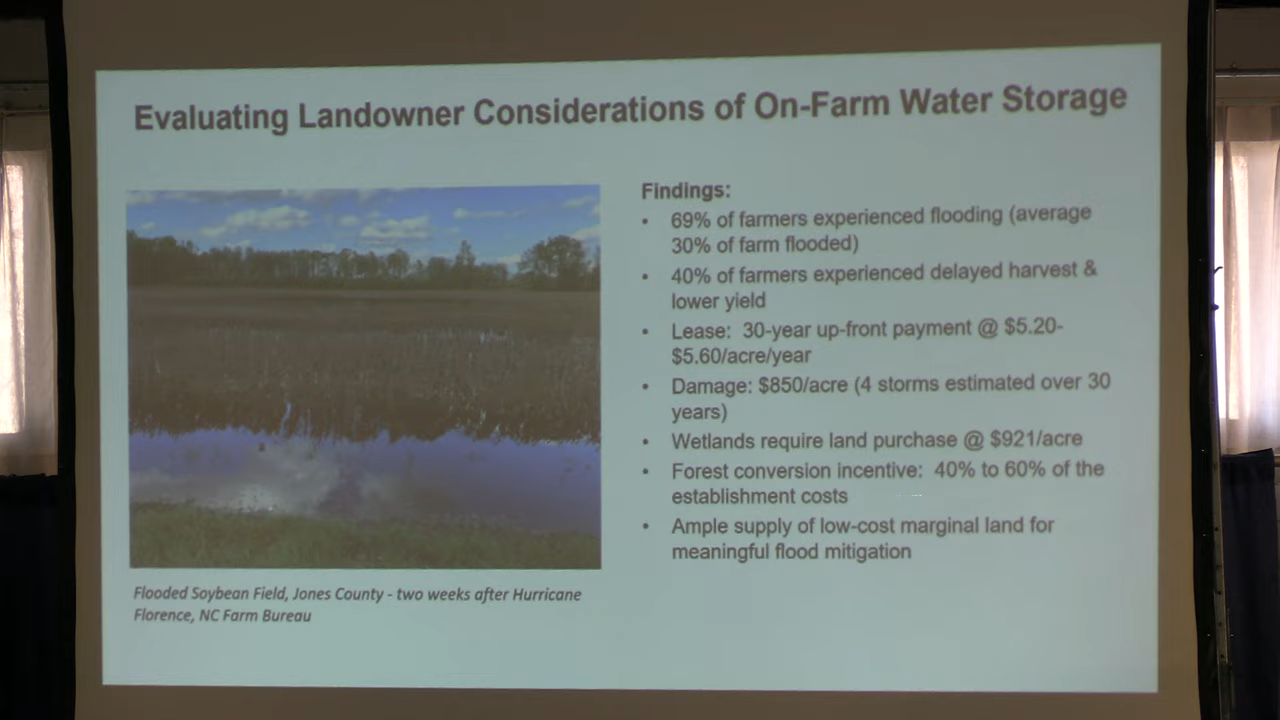 Evaluating Landowner Considerations of On-Farm Water Storage
Findings:
• 69% of farmers experienced flooding (average
30% of farm flooded)
• 40% of farmers experienced delayed harvest &
lower yield
• Lease: 30-year up-front payment @ $5.20-
$5.60/acre/year
• Damage: $850/acre (4 storms estimated over 30
years)
• Wetlands require land purchase @ $921/acre
• Forest conversion incentive: 40% to 60% of the
establishment costs
• Ample supply of low-cost marginal land for
meaningful flood mitigation
Flooded Soybean Field, Jones County - two weeks after Hurricane
Florence, NC Farm Bureau